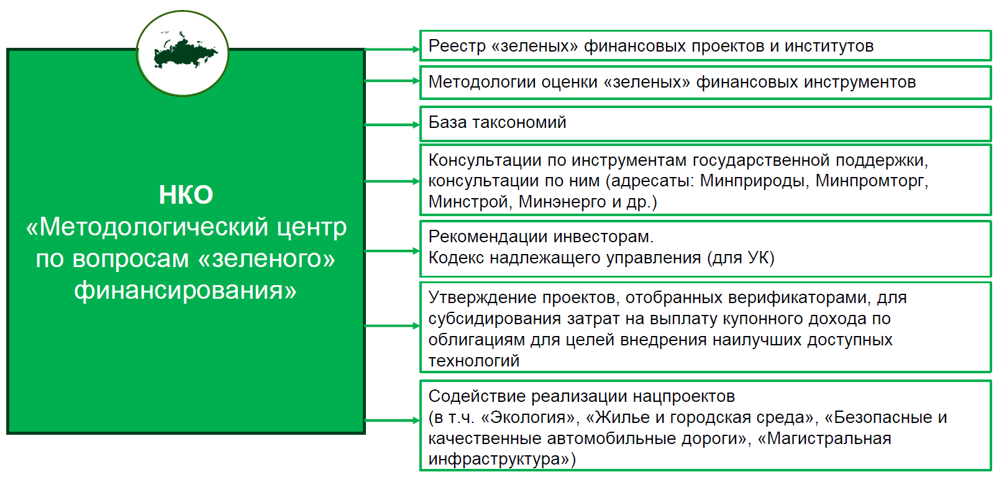 НКО
«Методологический центр
по вопросам «зеленого»
финансирования»
Реестр «зеленых» финансовых проектов и институтов
Методологии оценки «зеленых» финансовых инструментов
База таксономий
Консультации по инструментам государственной поддержки,
консультации по ним (адресаты: Минприроды, Минпромторг,
Минстрой, Минэнерго и др.)
Рекомендации инвесторам.
Кодекс надлежащего управления (для УК)
Утверждение проектов, отобранных верификаторами, для
субсидирования затрат на выплату купонного дохода по
облигациям для целей внедрения наилучших доступных
технологий
Содействие реализации нацпроектов
(в т.ч. «Экология», «Жилье и городская среда», «Безопасные и
качественные автомобильные дороги», «Магистральная
инфраструктура»)